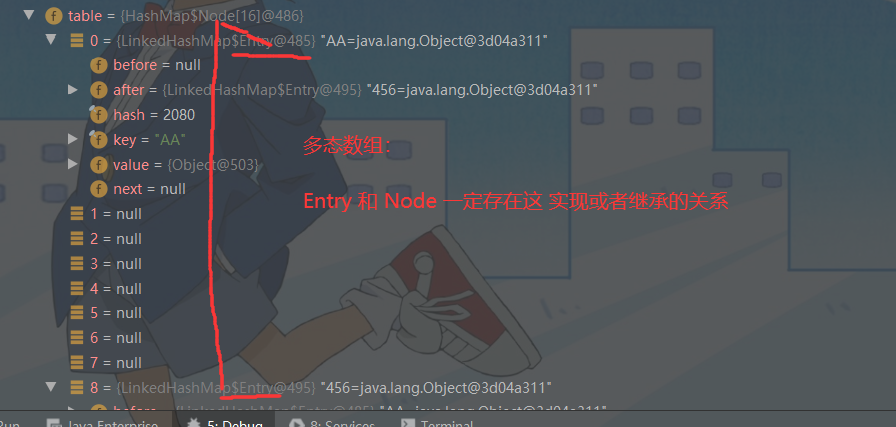 table = {HashMap$Node[16]@486}
0 = {LinkedHashMap$Entry@485} "AA=java.lang.Object@3d04a311"
before = null
after = {LinkedHashMap$Entry@495} "456=java.lang.Object@3d04a311"
hash = 2080
key = "AA"
多态数组:
value = {Object@503}
next = null
Entry 和 Node 一定存在这 实现或者继承的关系
1 = null
2 = null
3 = null
4 = null
5 = null
6 = null
7 = null
8 = {LinkedHashMap$Entry@495} "456=java.lang.Object@3d04a311"
before = {LinkedHashMap$Entry@485} "AA=java.lang.Object@3d04a311"
Run Java Enterprise 5: Debug 8: Services Terminal